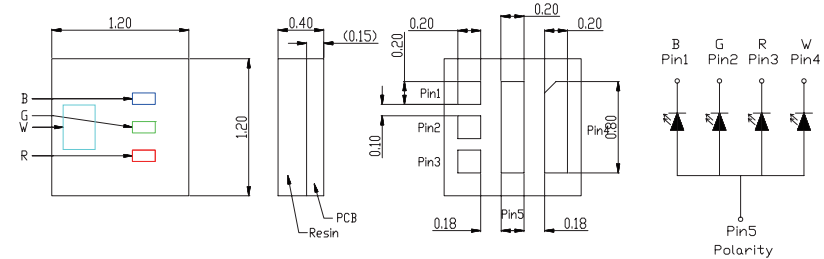 1.20
B
G
W
R
1.20
0.40
(0.15)
Resin
PCB
0.20
0.20
0.20
0.20
Pin1
Pin2
Pin3
Pin4
0.80
0.10
0.18
Pin5
0.18
B G R W
Pin1 Pin2 Pin3 Pin4
Pin5
Polarity